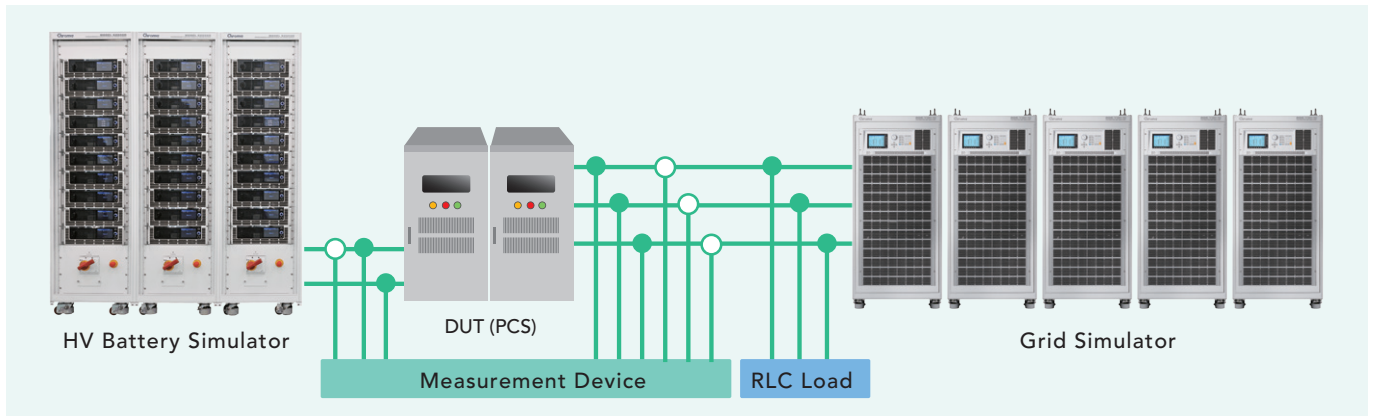 HV Battery Simulator
DUT (PCS)
Grid Simulator
Measurement Device
RLC Load